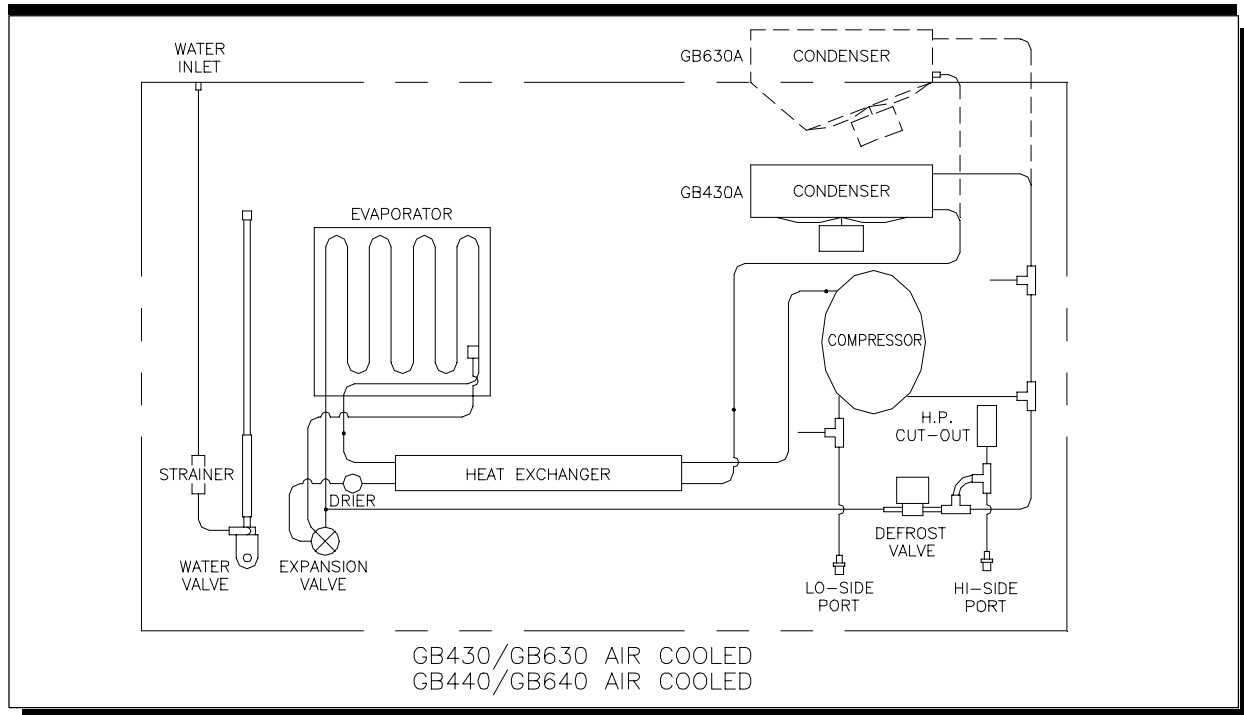 WATER
INLET
GB630A
CONDENSER
GB430A
CONDENSER
EVAPORATOR
COMPRESSOR
H.P.
CUT-OUT
STRAINER
HEAT EXCHANGER
DRIER
DEFROST
VALVE
WATER
VALVE
EXPANSION
VALVE
LO-SIDE
PORT
HI-SIDE
PORT
GB430/GB630 AIR COOLED
GB440/GB640 AIR COOLED